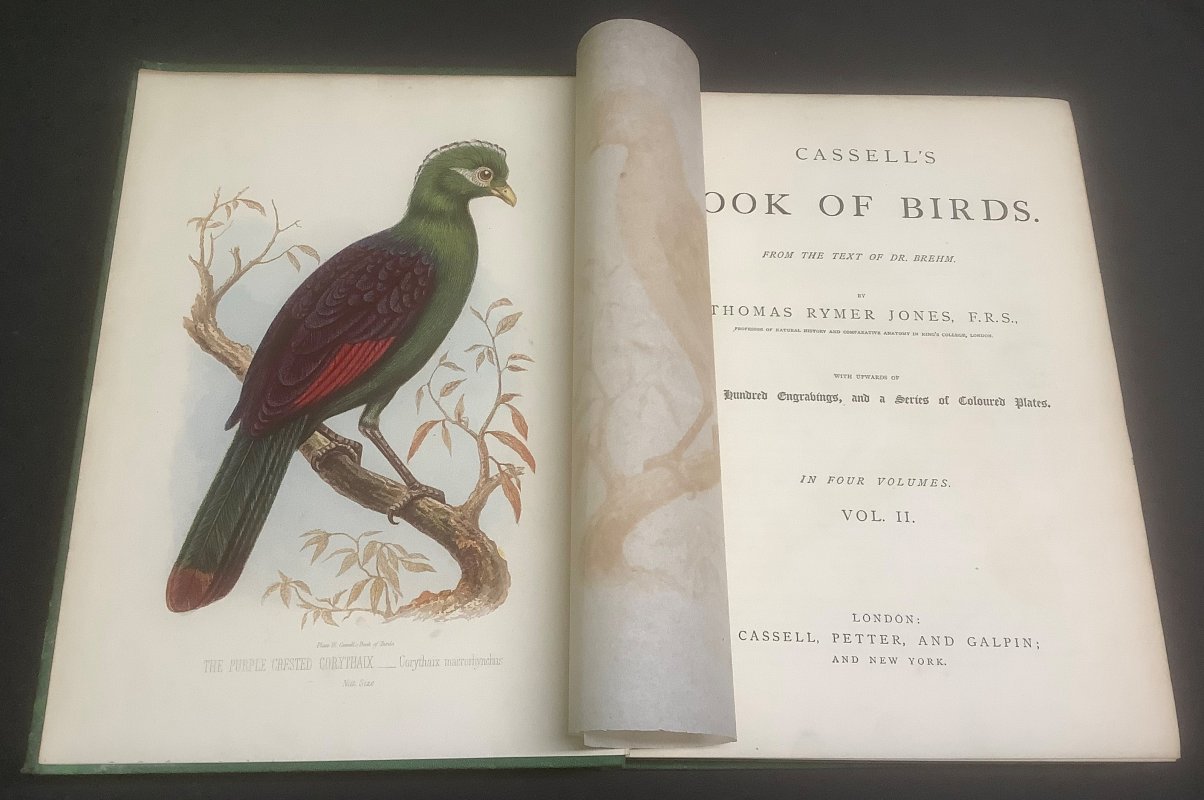 Cassell's Book of Birds
THE PURPLE CRESTED CORYTHAIX ___ Corythaix macrorhynchus
Nat. Size
CASSELL'S
OOK OF BIRDS.
FROM THE TEXT OF DR. BREHM.
BY
THOMAS RYMER JONES, F.R.S.,
PROFESSOR OF NATURAL HISTORY AND COMPARATIVE ANATOMY IN KING'S COLLEGE, LONDON.
WITH UPWARDS OF
Hundred Engravings, and a Series of Coloured Plates.
IN FOUR VOLUMES.
VOL. II.
LONDON:
CASSELL, PETTER, AND GALPIN;
AND NEW YORK.